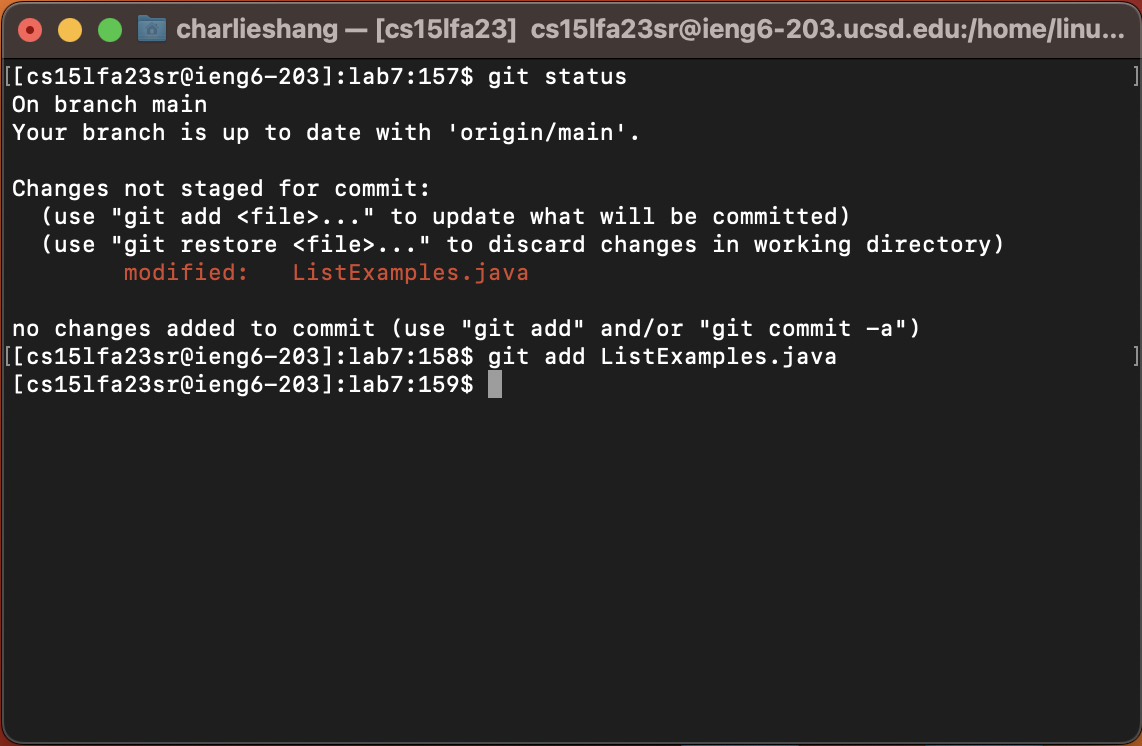 charlieshang — [cs15lfa23] cs15lfa23sr@ieng6-203.ucsd.edu:/home/linu...
[[cs15lfa23sr@ieng6-203]:lab7:157$ git status ]
On branch main
Your branch is up to date with 'origin/main'.
Changes not staged for commit:
  (use "git add <file>..." to update what will be committed)
  (use "git restore <file>..." to discard changes in working directory)
        modified:   ListExamples.java
no changes added to commit (use "git add" and/or "git commit -a")
[[cs15lfa23sr@ieng6-203]:lab7:158$ git add ListExamples.java ]
[cs15lfa23sr@ieng6-203]:lab7:159$